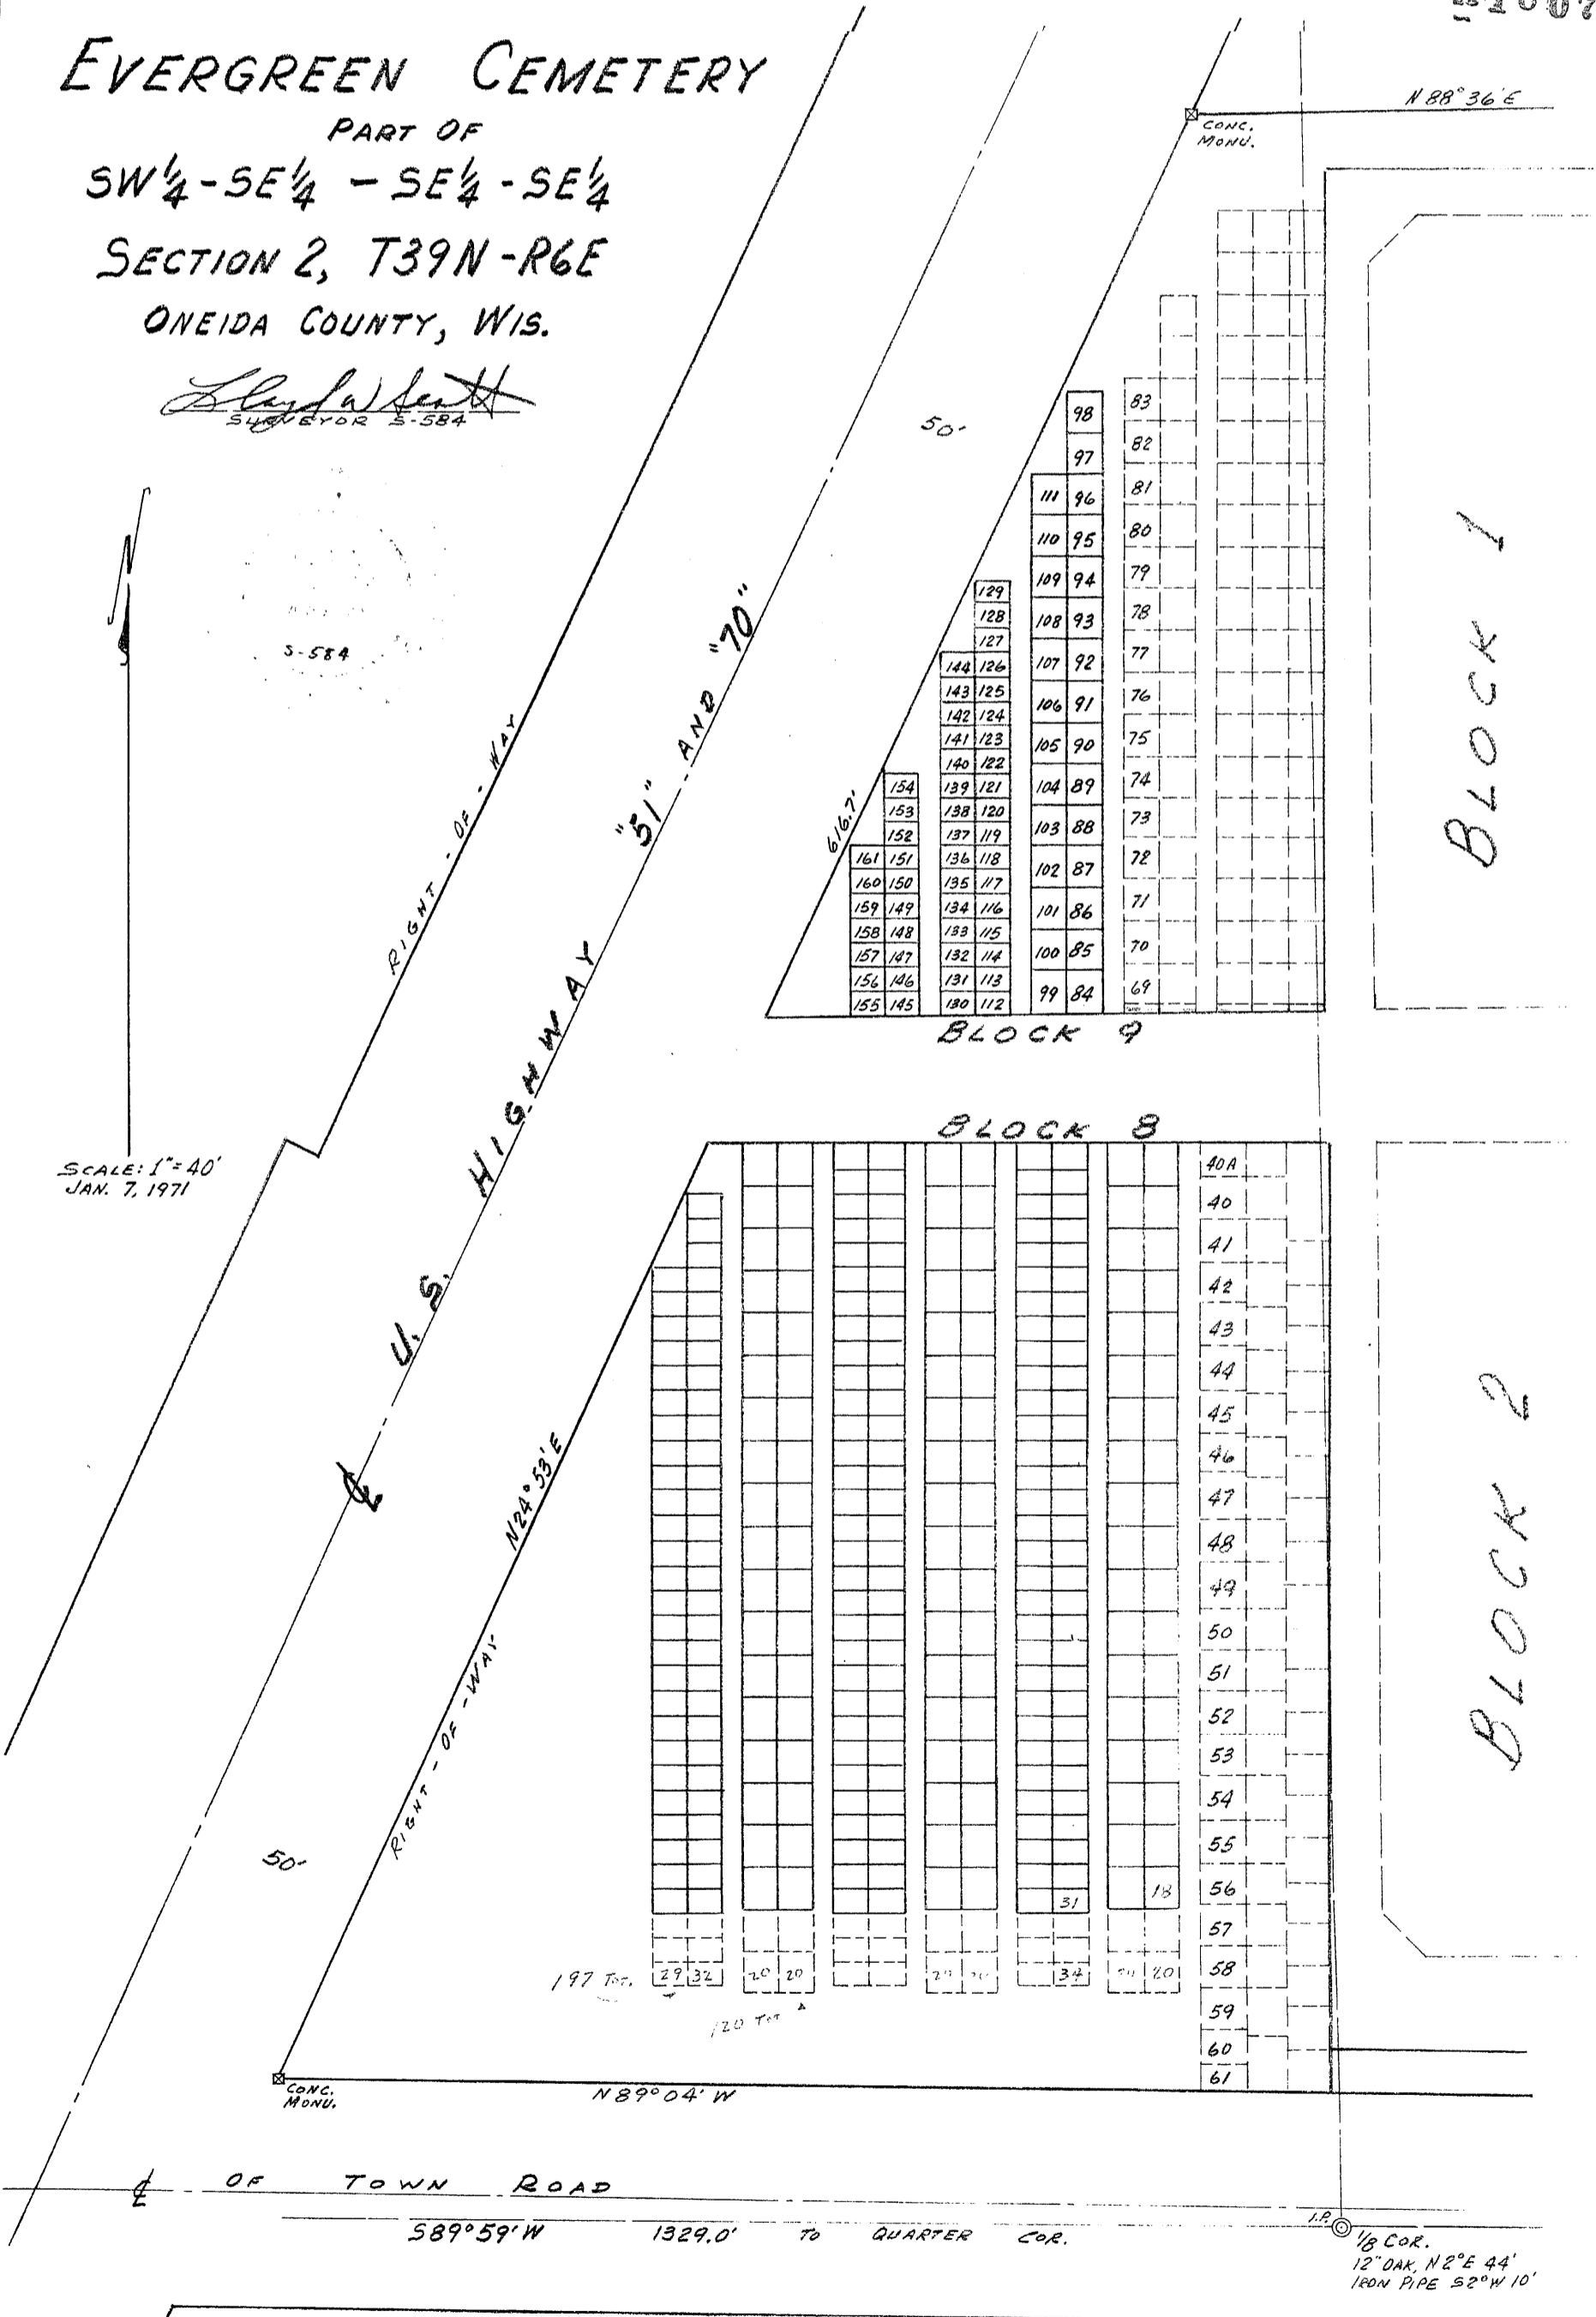 EVERGREEN CEMETERY
PART OF
SW¼-SE¼ - SE¼-SE¼
SECTION 2, T39N-R6E
ONEIDA COUNTY, WIS.
SURVEYOR S-584
S-584
SCALE: 1"=40'
JAN. 7, 1971
N 88° 36' E
CONC.
MONU.
50'
RIGHT-OF-WAY
U.S. HIGHWAY "51" AND "70"
616.7'
98 83
97 82
111 96 81
110 95 80
109 94 79
129
128 108 93 78
127
144 126 107 92 77
143 125
142 124 106 91 76
141 123 105 90 75
140 122
154 139 121 104 89 74
153 138 120
152 137 119 103 88 73
161 151 136 118 102 87 72
160 150 135 117
159 149 134 116 101 86 71
158 148 133 115
157 147 132 114 100 85 70
156 146 131 113
155 145 130 112 99 84 69
BLOCK 9
BLOCK 1
BLOCK 8
40A
40
41
42
43
44
45
46
47
48
49
50
51
52
53
54
55
56
57
58
59
60
61
BLOCK 2
℄
N24° 53' E
RIGHT-OF-WAY
50'
31 18
197 TOT. 29 32 20 20 34 20
120 TOT
CONC.
MONU.
N 89° 04' W
℄ OF TOWN ROAD
S89°59'W 1329.0' TO QUARTER COR.
I.P.
1/8 COR.
12" OAK, N2°E 44'
IRON PIPE S2°W 10'